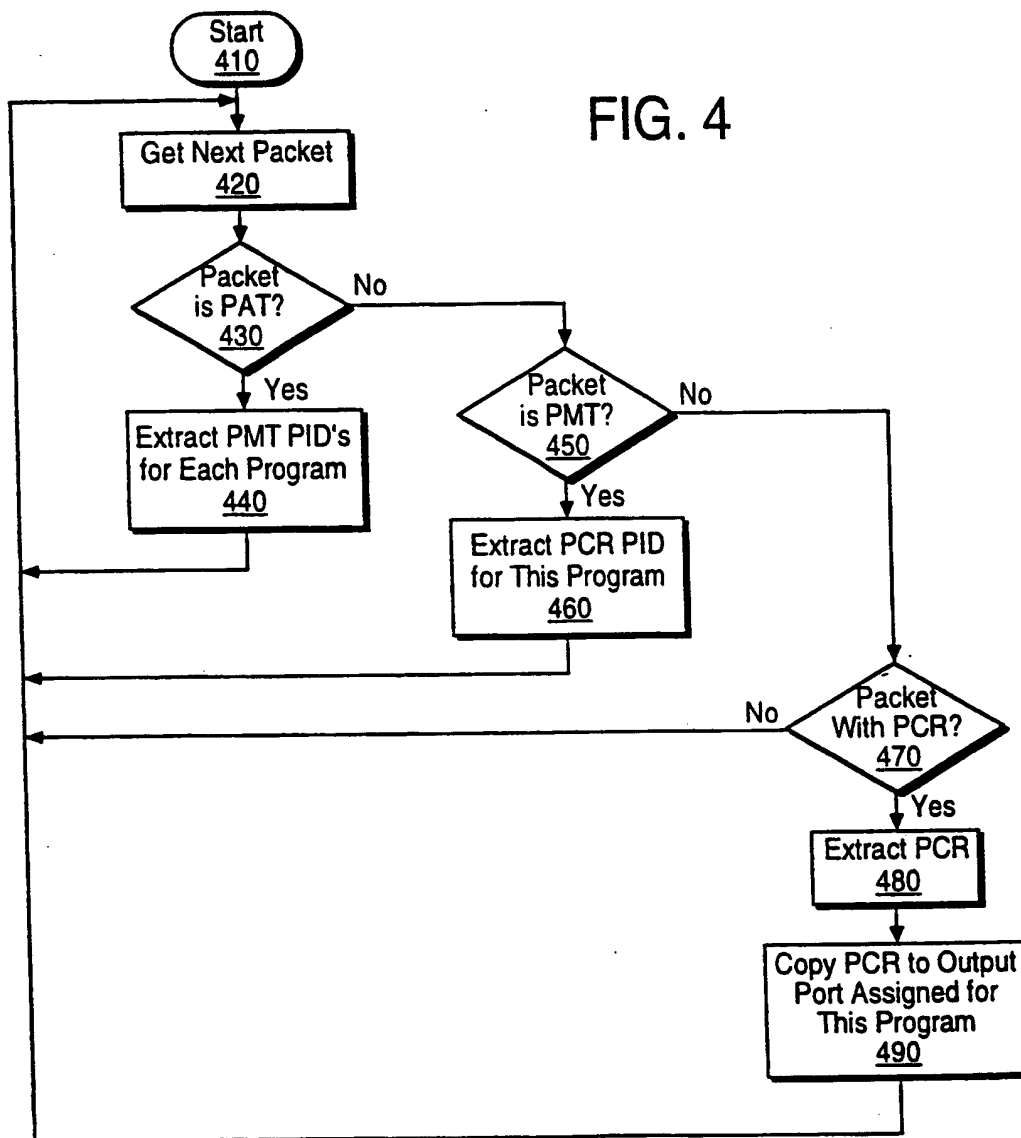 Start
410
FIG. 4
Get Next Packet
420
Packet
is PAT?
430
No
Yes
Extract PMT PID's
for Each Program
440
Packet
is PMT?
450
No
Yes
Extract PCR PID
for This Program
460
Packet
With PCR?
470
No
Yes
Extract PCR
480
Copy PCR to Output
Port Assigned for
This Program
490